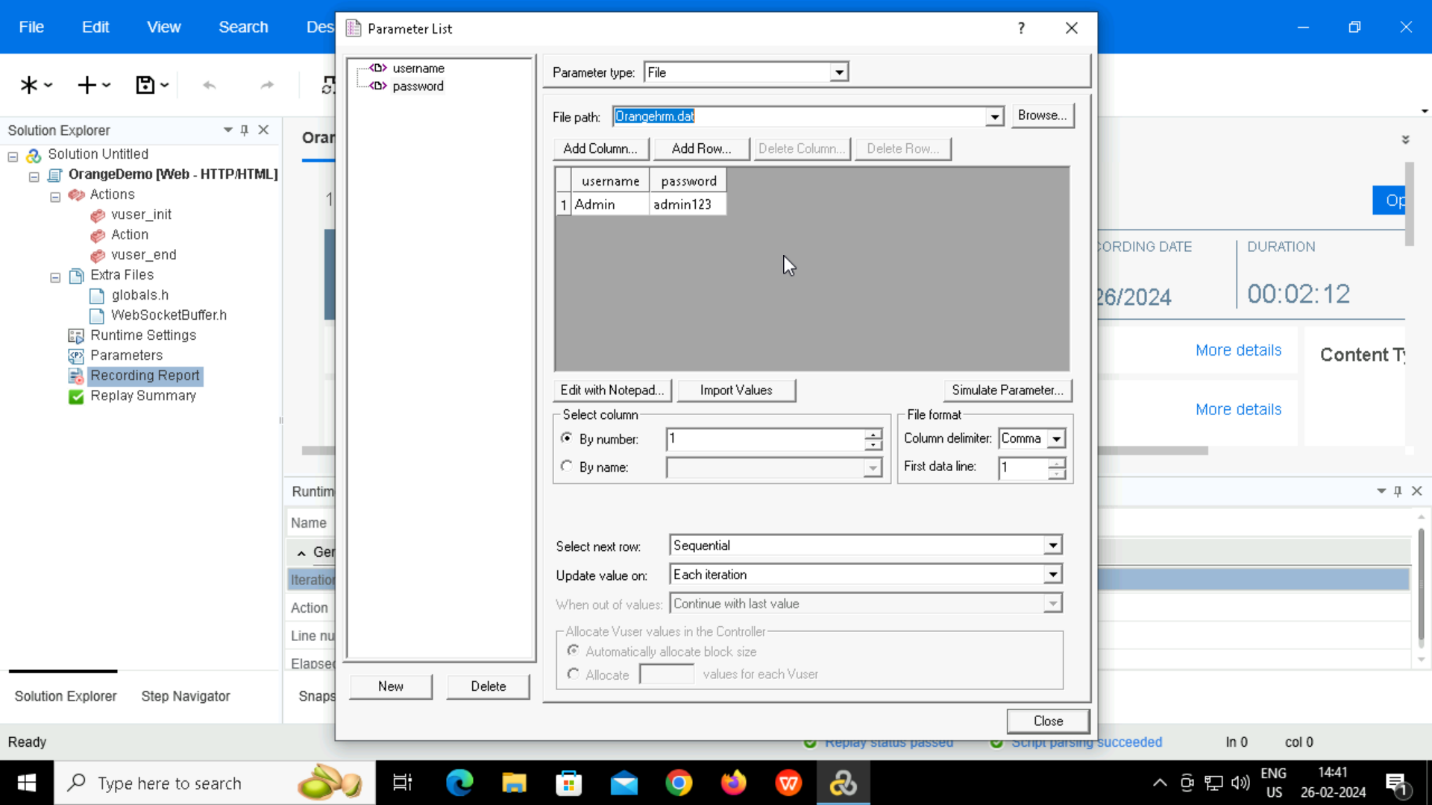 File Edit View Search Des
Parameter List
?
Solution Explorer
Solution Untitled
OrangeDemo [Web - HTTP/HTML]
Actions
vuser_init
Action
vuser_end
Extra Files
globals.h
WebSocketBuffer.h
Runtime Settings
Parameters
Recording Report
Replay Summary
Solution Explorer Step Navigator
username
password
New Delete
Parameter type: File
File path: Orangehrm.dat Browse...
Add Column... Add Row... Delete Column... Delete Row...
username password
1 Admin admin123
Edit with Notepad... Import Values Simulate Parameter...
Select column
By number: 1
By name:
File format
Column delimiter: Comma
First data line: 1
Select next row: Sequential
Update value on: Each iteration
When out of values: Continue with last value
Allocate Vuser values in the Controller
Automatically allocate block size
Allocate values for each Vuser
Close
Oran
1
Op
CORDING DATE DURATION
26/2024 00:02:12
More details
Content Ty
More details
Runtim
Name
Ger
Iteration
Action
Line nu
Elapsed
Snaps
Ready Replay status passed Script parsing succeeded ln 0 col 0
Type here to search
ENG
US
14:41
26-02-2024
1